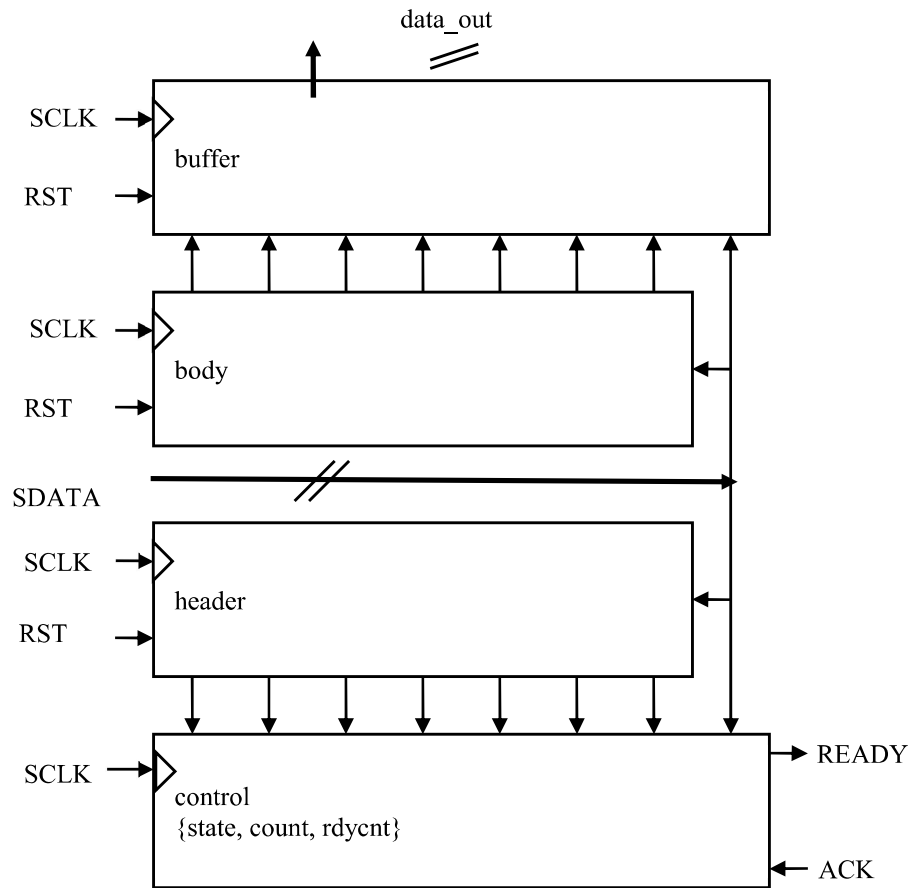 data_out
SCLK
buffer
RST
SCLK
body
RST
SDATA
SCLK
header
RST
SCLK
READY
control
{state, count, rdycnt}
ACK